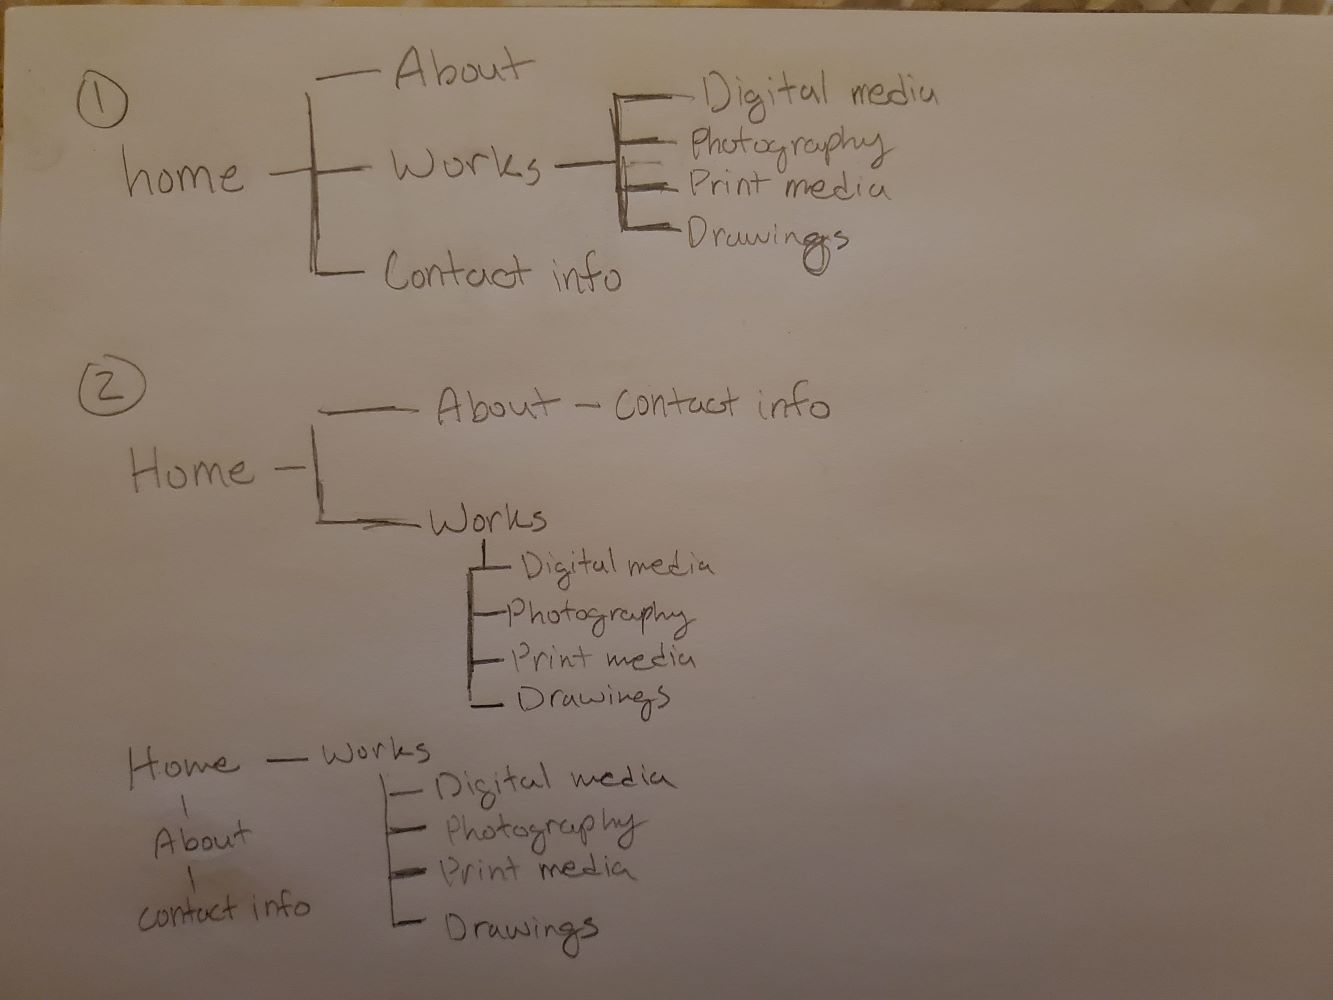 ①
About
home
Works
Contact info
Digital media
Photography
Print media
Drawings
②
Home
About - contact info
Works
Digital media
Photography
Print media
Drawings
Home - Works
About
contact info
Digital media
Photography
Print media
Drawings